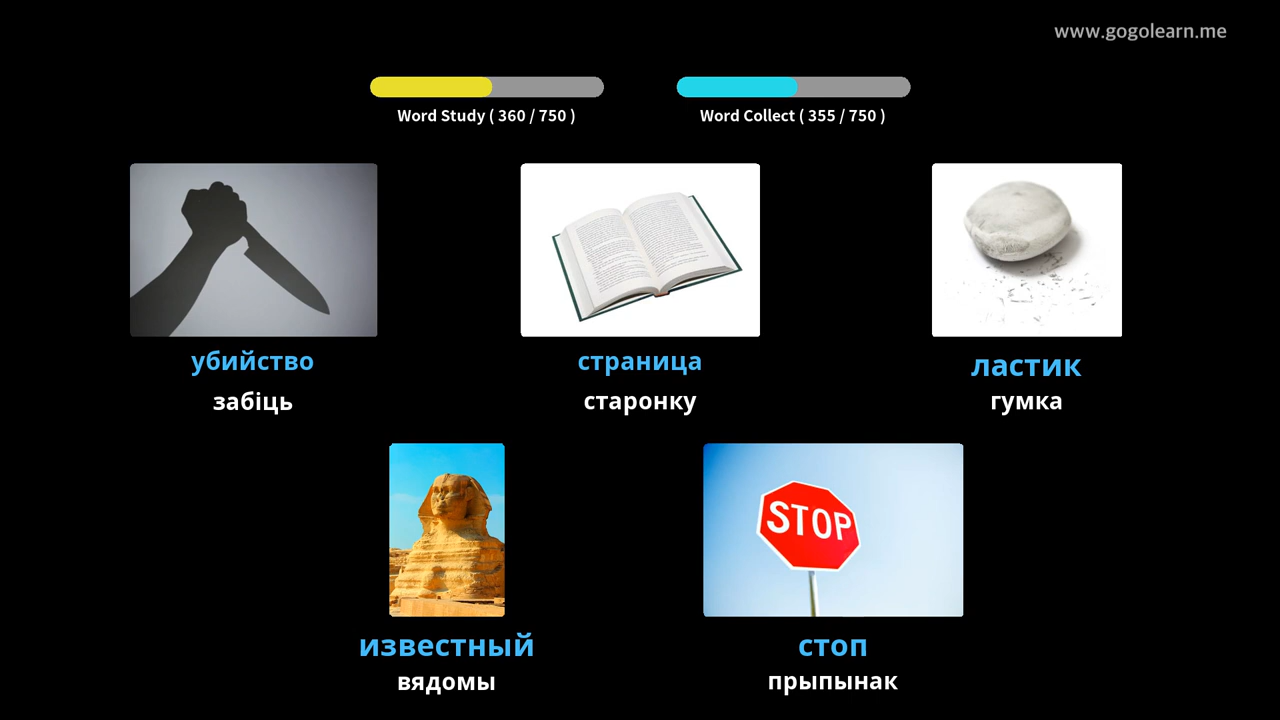 www.gogolearn.me
Word Study ( 360 / 750 )
Word Collect ( 355 / 750 )
убийство
забіць
страница
старонку
ластик
гумка
STOP
известный
вядомы
стоп
прыпынак